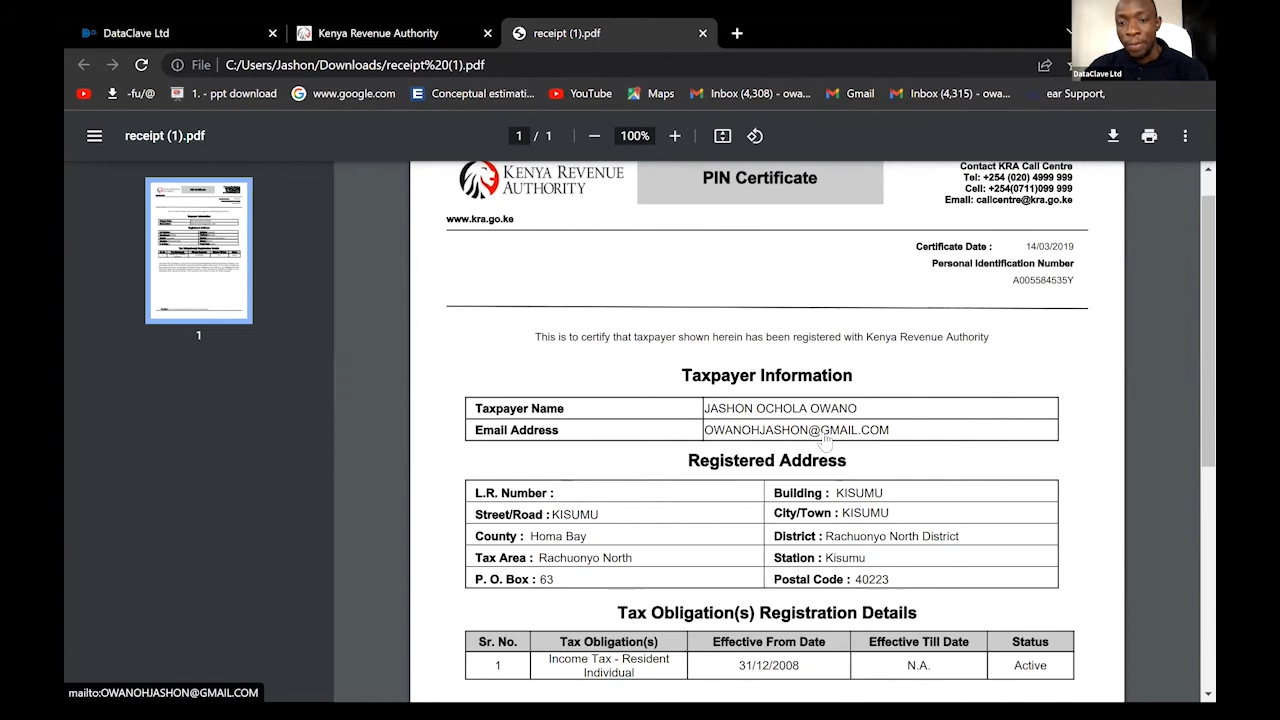 DataClave Ltd
Kenya Revenue Authority
receipt (1).pdf
File
C:/Users/Jashon/Downloads/receipt%20(1).pdf
DataClave Ltd
-fu/@
1. - ppt download
www.google.com
Conceptual estimati...
YouTube
Maps
Inbox (4,308) - owa...
Gmail
Inbox (4,315) - owa...
ear Support,
receipt (1).pdf
1 / 1
100%
1
KENYA REVENUE
AUTHORITY
www.kra.go.ke
PIN Certificate
Contact KRA Call Centre
Tel: +254 (020) 4999 999
Cell: +254(0711)099 999
Email: callcentre@kra.go.ke
Certificate Date : 14/03/2019
Personal Identification Number
A005584535Y
This is to certify that taxpayer shown herein has been registered with Kenya Revenue Authority
Taxpayer Information
Taxpayer Name JASHON OCHOLA OWANO
Email Address OWANOHJASHON@GMAIL.COM
Registered Address
L.R. Number : Building : KISUMU
Street/Road : KISUMU City/Town : KISUMU
County : Homa Bay District : Rachuonyo North District
Tax Area : Rachuonyo North Station : Kisumu
P. O. Box : 63 Postal Code : 40223
Tax Obligation(s) Registration Details
Sr. No. Tax Obligation(s) Effective From Date Effective Till Date Status
1 Income Tax - Resident Individual 31/12/2008 N.A. Active
mailto:OWANOHJASHON@GMAIL.COM